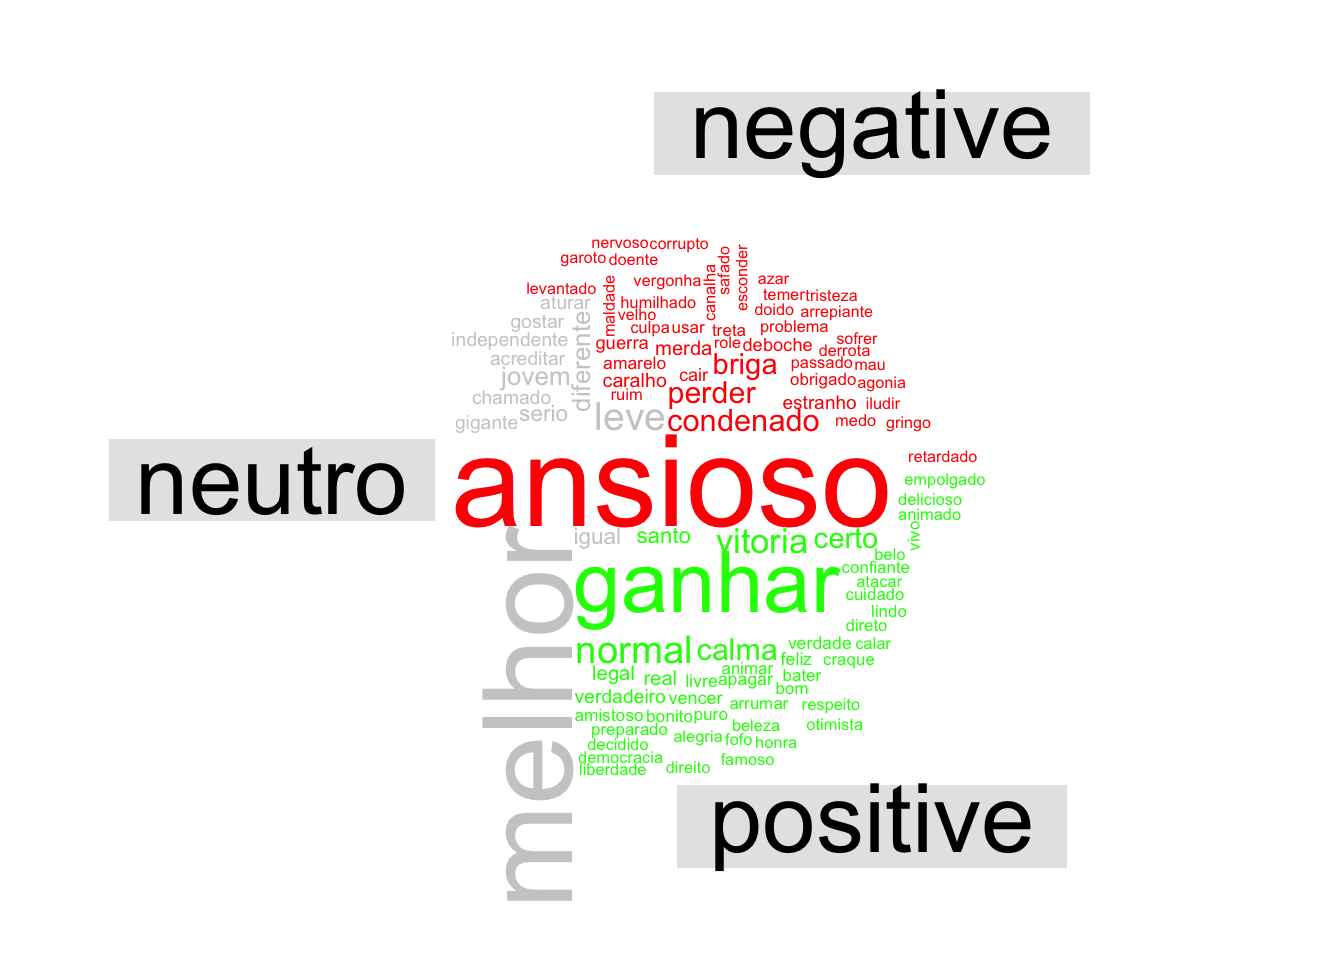 negative
nervoso corrupto
garoto doente
vergonha canalha safado esconder azar
levantado maldade humilhado temer tristeza
aturar velho doido arrepiante
gostar diferente culpa usar treta problema
independente guerra merda role deboche sofrer
acreditar amarelo cair briga passado derrota mau
jovem caralho obrigado agonia
chamado ruim perder estranho iludir
gigante serio leve condenado medo gringo
neutro ansioso retardado
empolgado
delicioso
animado
melhor igual santo vitoria certo vivo
belo
ganhar confiante
atacar
cuidado
lindo
direto
normal calma verdade calar
animar feliz craque
legal real livre apagar bater
bom
verdadeiro vencer arrumar respeito
amistoso bonito puro beleza otimista
preparado alegria fofo honra
decidido
democracia famoso
liberdade direito
positive